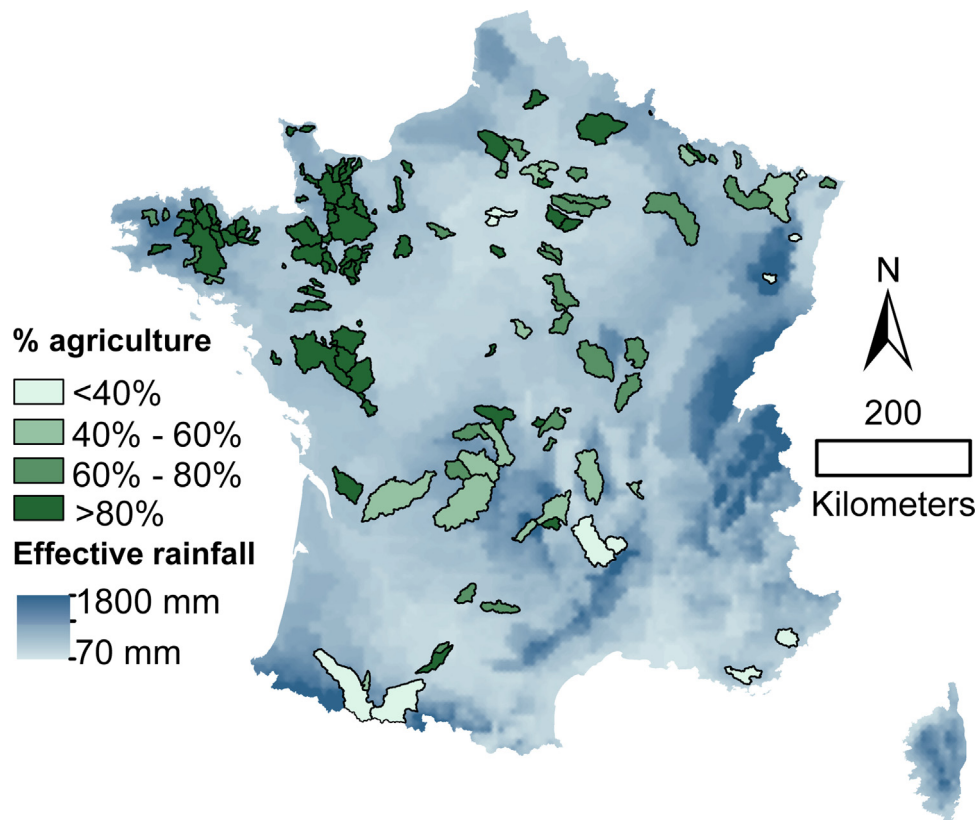 % agriculture
<40%
40% - 60%
60% - 80%
>80%
Effective rainfall
1800 mm
70 mm
N
200
Kilometers